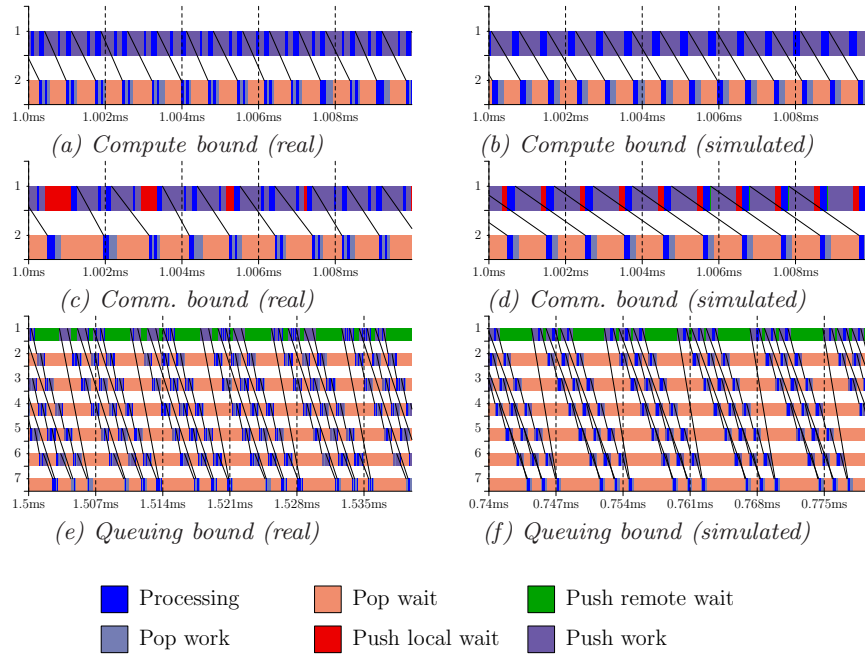 1
2
1.0ms 1.002ms 1.004ms 1.006ms 1.008ms
(a) Compute bound (real)
1
2
1.0ms 1.002ms 1.004ms 1.006ms 1.008ms
(b) Compute bound (simulated)
1
2
1.0ms 1.002ms 1.004ms 1.006ms 1.008ms
(c) Comm. bound (real)
1
2
1.0ms 1.002ms 1.004ms 1.006ms 1.008ms
(d) Comm. bound (simulated)
1
2
3
4
5
6
7
1.5ms 1.507ms 1.514ms 1.521ms 1.528ms 1.535ms
(e) Queuing bound (real)
1
2
3
4
5
6
7
0.74ms 0.747ms 0.754ms 0.761ms 0.768ms 0.775ms
(f) Queuing bound (simulated)
Processing Pop wait Push remote wait
Pop work Push local wait Push work